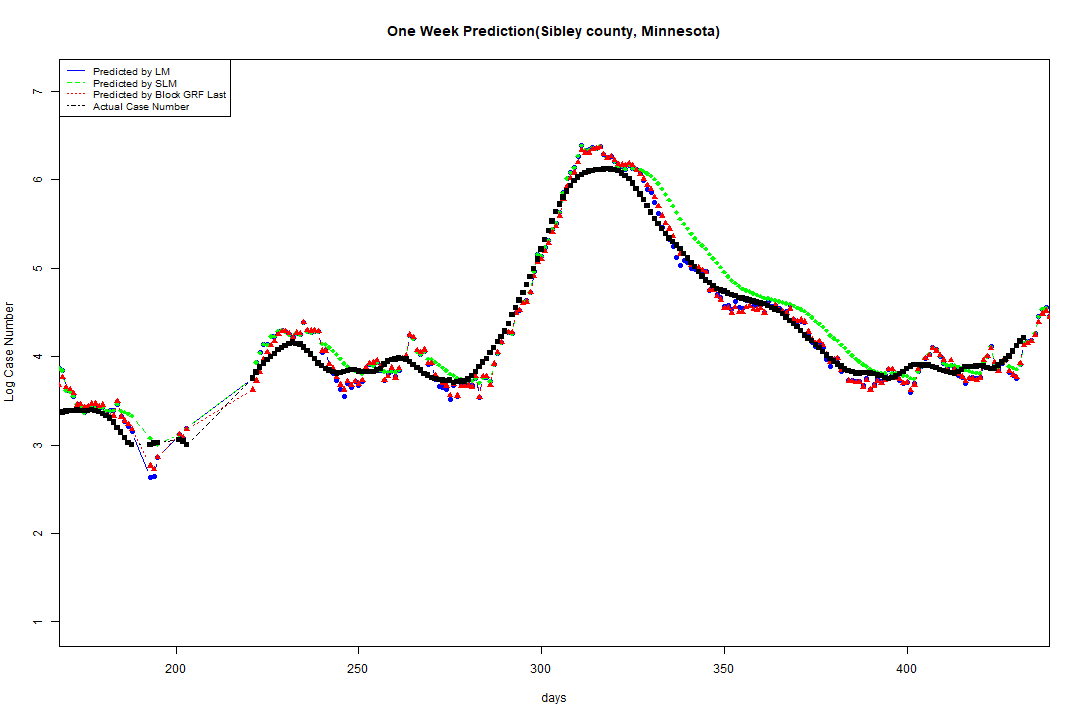 One Week Prediction(Sibley county, Minnesota)
Predicted by LM
Predicted by SLM
Predicted by Block GRF Last
Actual Case Number
Log Case Number
7
6
5
4
3
2
1
200
250
300
350
400
days